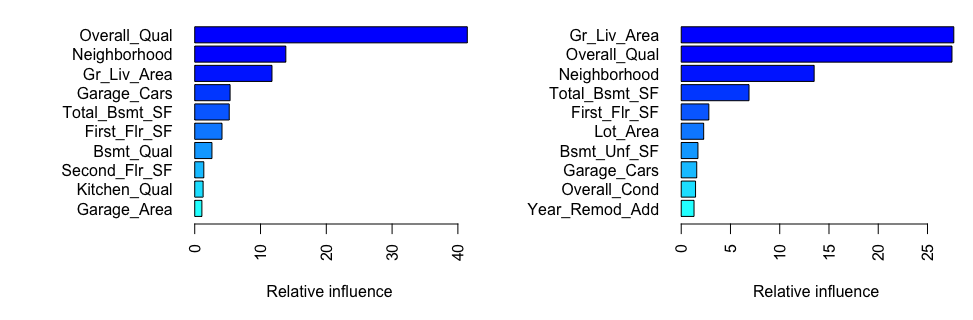 Overall_Qual
Neighborhood
Gr_Liv_Area
Garage_Cars
Total_Bsmt_SF
First_Flr_SF
Bsmt_Qual
Second_Flr_SF
Kitchen_Qual
Garage_Area
0 10 20 30 40
Relative influence
Gr_Liv_Area
Overall_Qual
Neighborhood
Total_Bsmt_SF
First_Flr_SF
Lot_Area
Bsmt_Unf_SF
Garage_Cars
Overall_Cond
Year_Remod_Add
0 5 10 15 20 25
Relative influence